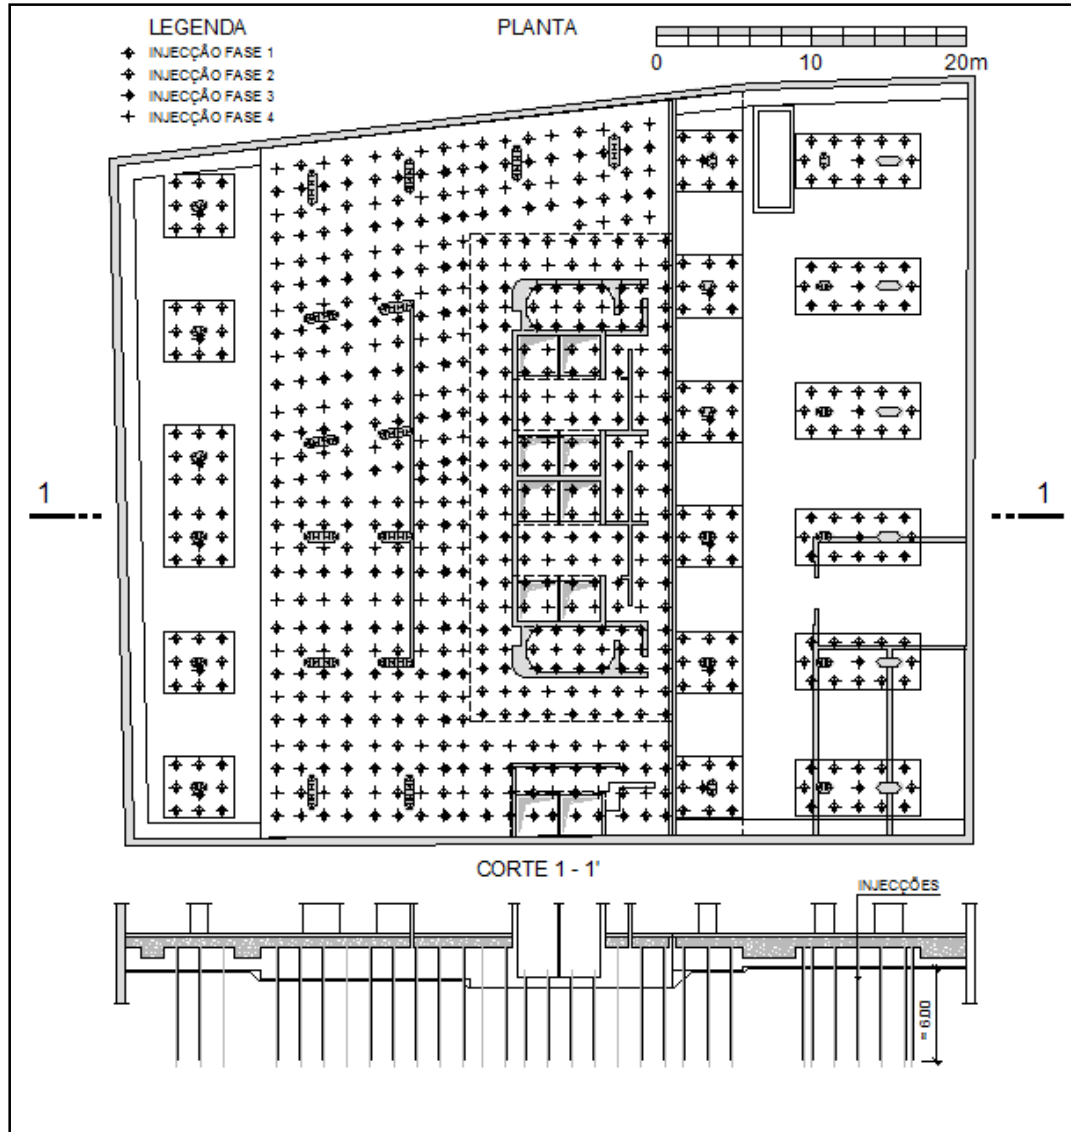 LEGENDA
INJECÇÃO FASE 1
INJECÇÃO FASE 2
INJECÇÃO FASE 3
INJECÇÃO FASE 4
PLANTA
0 10 20m
1 1
CORTE 1 - 1'
INJECÇÕES
= 6.00